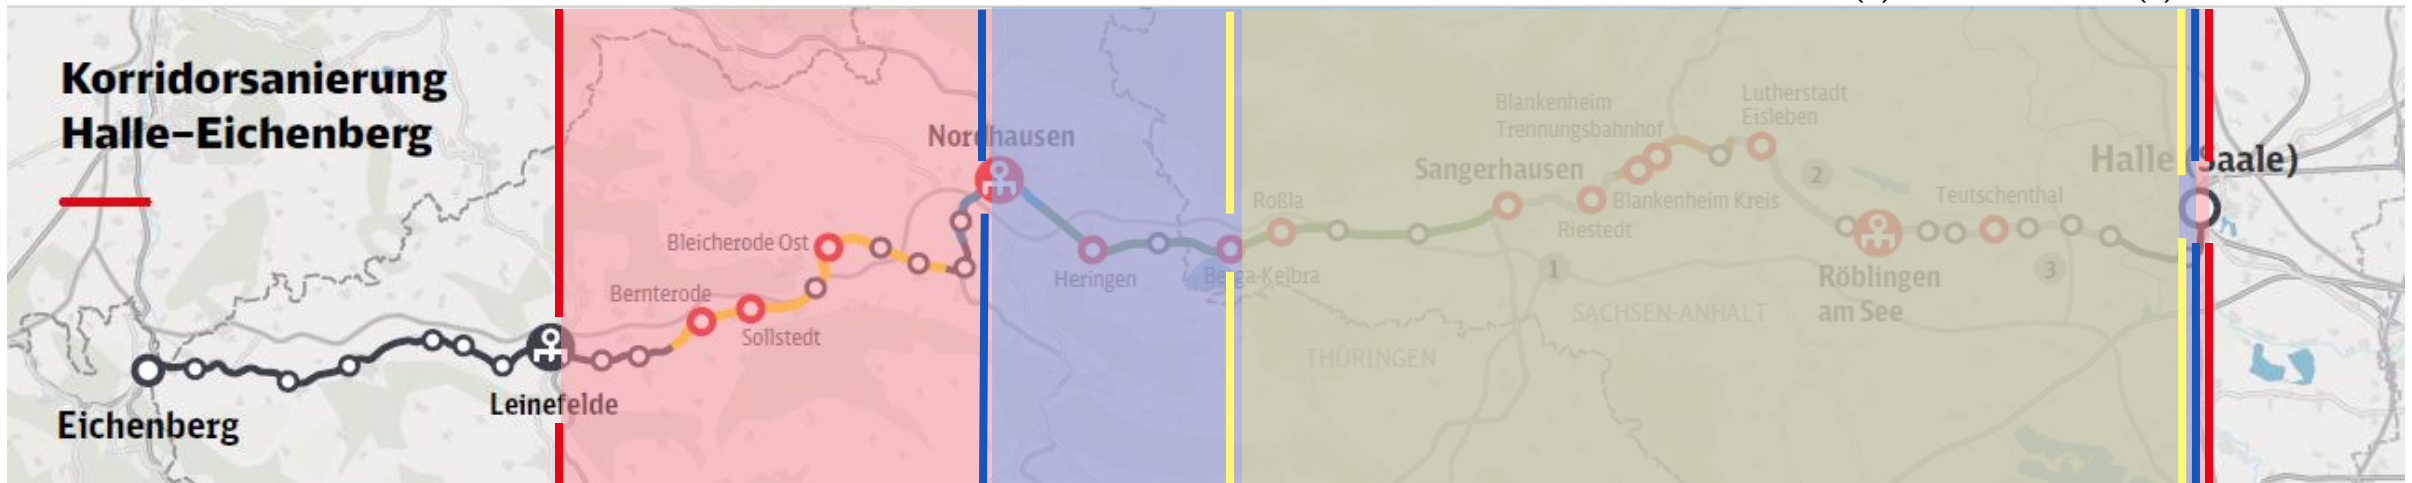 Korridorsanierung
Halle–Eichenberg
Nordhausen
Bleicherode Ost
Bernterode
Sollstedt
Leinefelde
Eichenberg
Heringen
Berga-Kelbra
Roßla
Sangerhausen
Blankenheim
Trennungsbahnhof
Lutherstadt
Eisleben
Blankenheim Kreis
Riestedt
1
2
3
Teutschenthal
Röblingen
am See
SACHSEN-ANHALT
THÜRINGEN
Halle (Saale)